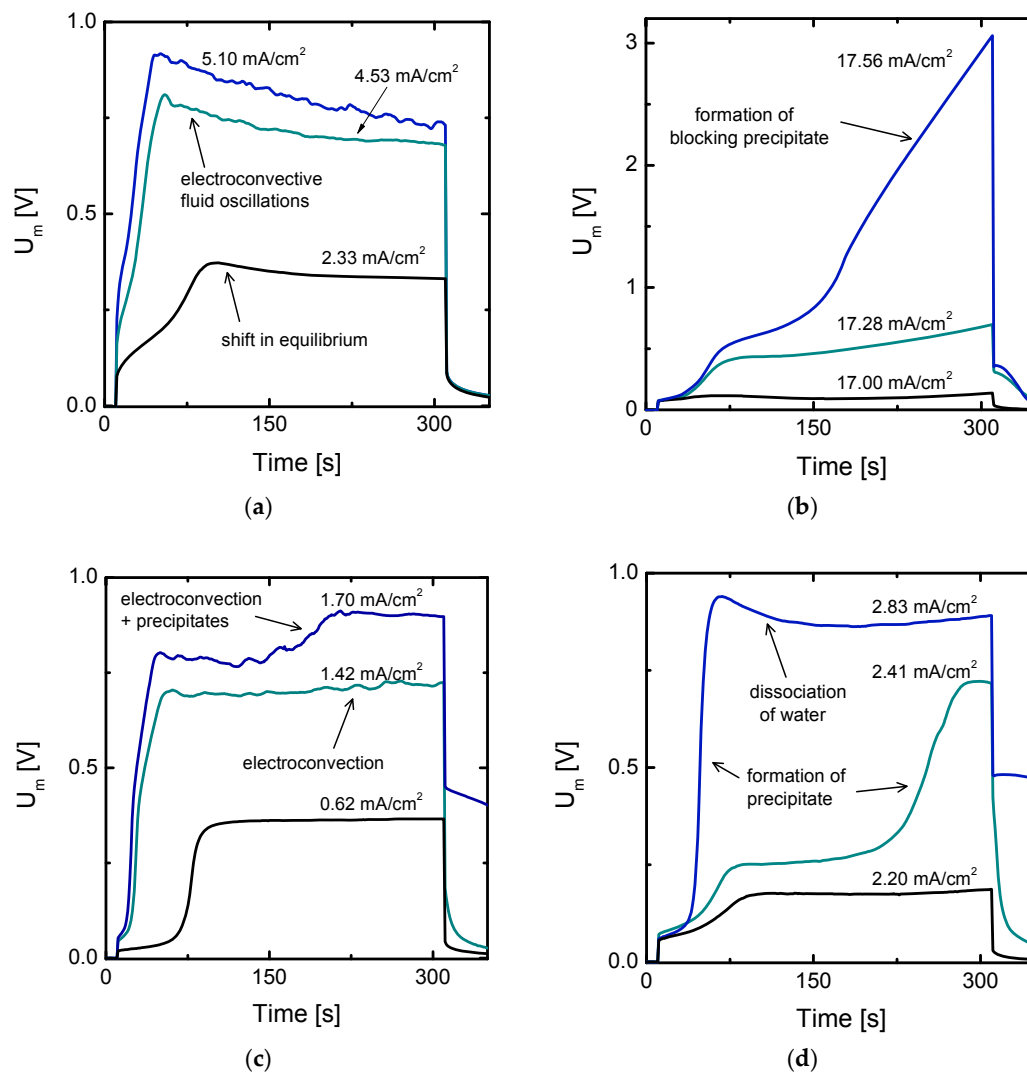 1.0
5.10 mA/cm²
4.53 mA/cm²
electroconvective
fluid oscillations
0.5
2.33 mA/cm²
shift in equilibrium
0.0
0 150 300
U_m [V]
Time [s]
(a)
3
17.56 mA/cm²
formation of
blocking precipitate
2
1
17.28 mA/cm²
17.00 mA/cm²
0
0 150 300
U_m [V]
Time [s]
(b)
1.0
electroconvection
+ precipitates
1.70 mA/cm²
1.42 mA/cm²
0.5
electroconvection
0.62 mA/cm²
0.0
0 150 300
U_m [V]
Time [s]
(c)
1.0
2.83 mA/cm²
dissociation
of water
2.41 mA/cm²
0.5
formation of
precipitate
2.20 mA/cm²
0.0
0 150 300
U_m [V]
Time [s]
(d)